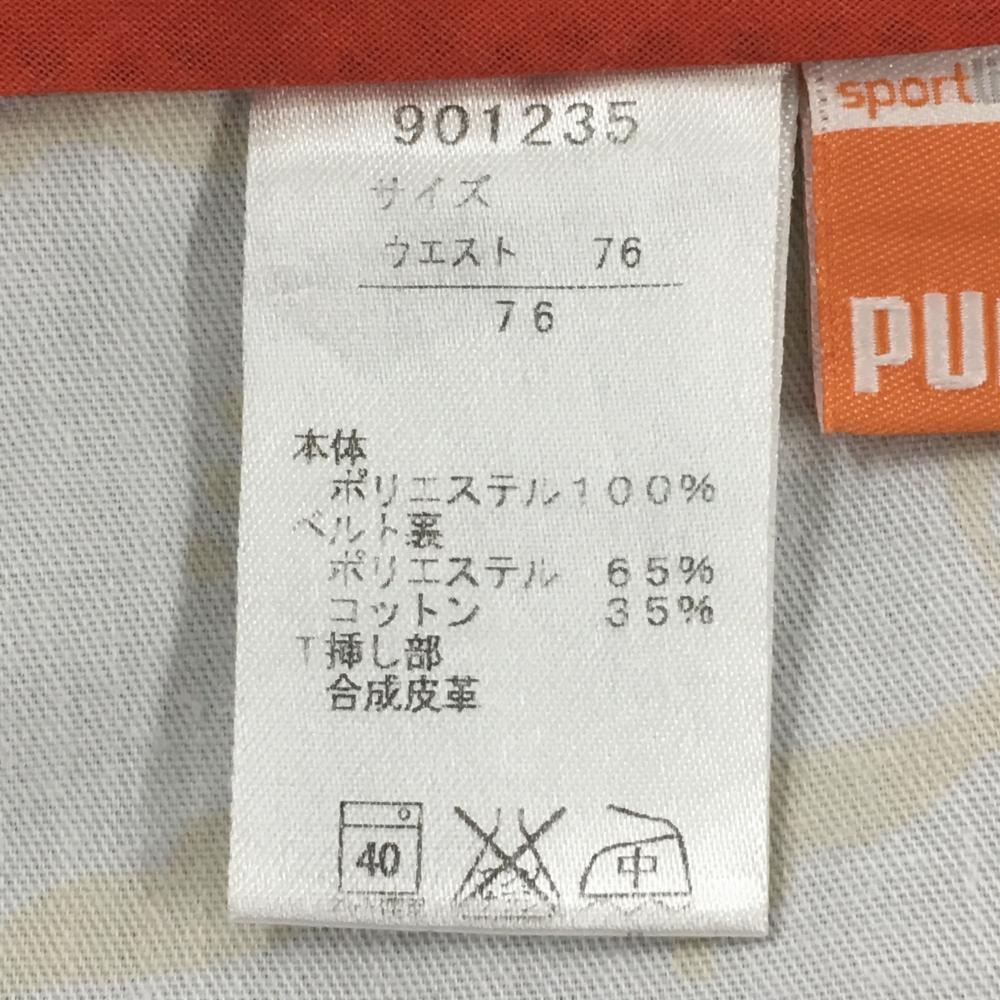 901235
サイズ
ウエスト 76
76
本体
ポリエステル100%
ベルト裏
ポリエステル 65%
コットン 35%
T挿し部
合成皮革
40
中
sport
PU